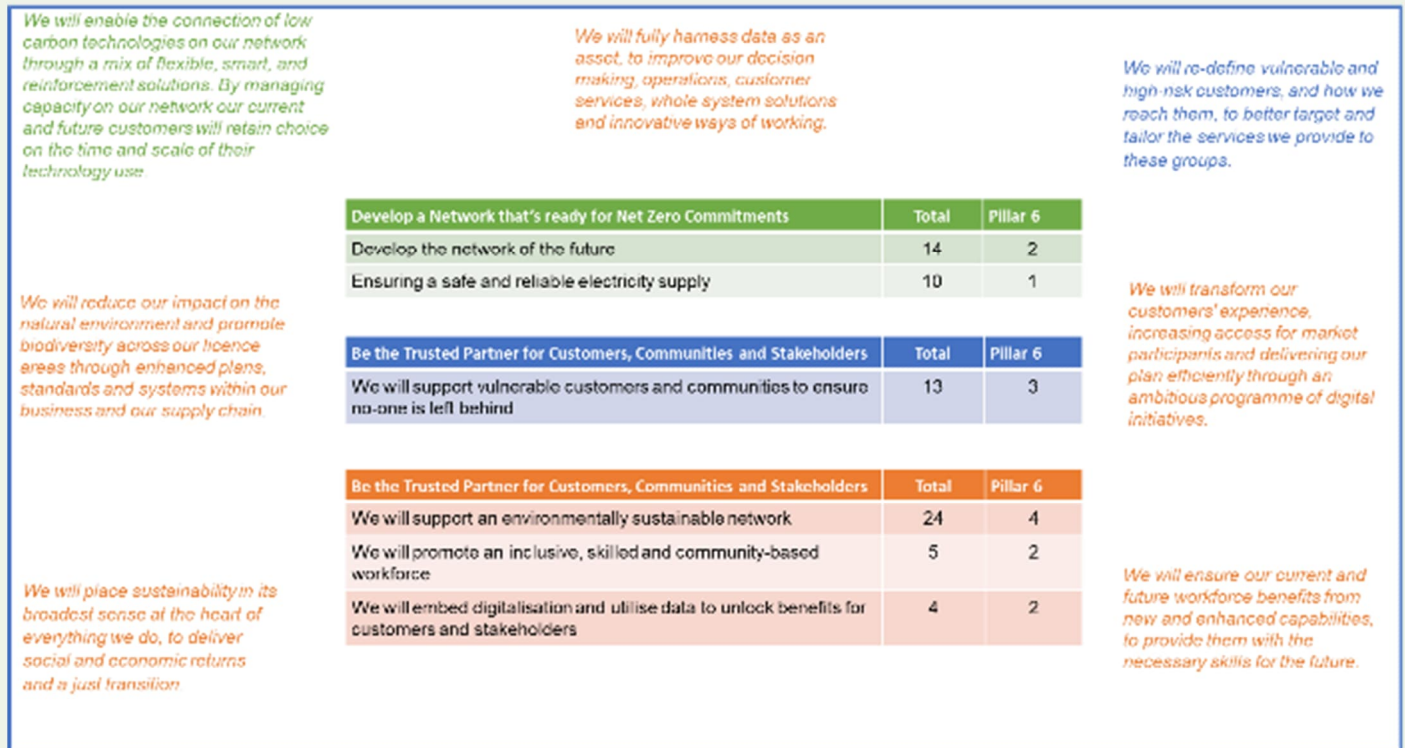 We will enable the connection of low
carbon technologies on our network
through a mix of flexible, smart, and
reinforcement solutions. By managing
capacity on our network our current
and future customers will retain choice
on the time and scale of their
technology use.
We will fully harness data as an
asset, to improve our decision
making, operations, customer
services, whole system solutions
and innovative ways of working.
We will re-define vulnerable and
high-risk customers, and how we
reach them, to better target and
tailor the services we provide to
these groups.
Develop a Network that's ready for Net Zero Commitments Total Pillar 6
Develop the network of the future 14 2
Ensuring a safe and reliable electricity supply 10 1
We will reduce our impact on the
natural environment and promote
biodiversity across our licence
areas through enhanced plans,
standards and systems within our
business and our supply chain.
Be the Trusted Partner for Customers, Communities and Stakeholders Total Pillar 6
We will support vulnerable customers and communities to ensure 13 3
no-one is left behind
We will transform our
customers' experience,
increasing access for market
participants and delivering our
plan efficiently through an
ambitious programme of digital
initiatives.
Be the Trusted Partner for Customers, Communities and Stakeholders Total Pillar 6
We will support an environmentally sustainable network 24 4
We will promote an inclusive, skilled and community-based 5 2
workforce
We will embed digitalisation and utilise data to unlock benefits for 4 2
customers and stakeholders
We will place sustainability in its
broadest sense at the heart of
everything we do, to deliver
social and economic returns
and a just transition.
We will ensure our current and
future workforce benefits from
new and enhanced capabilities,
to provide them with the
necessary skills for the future.